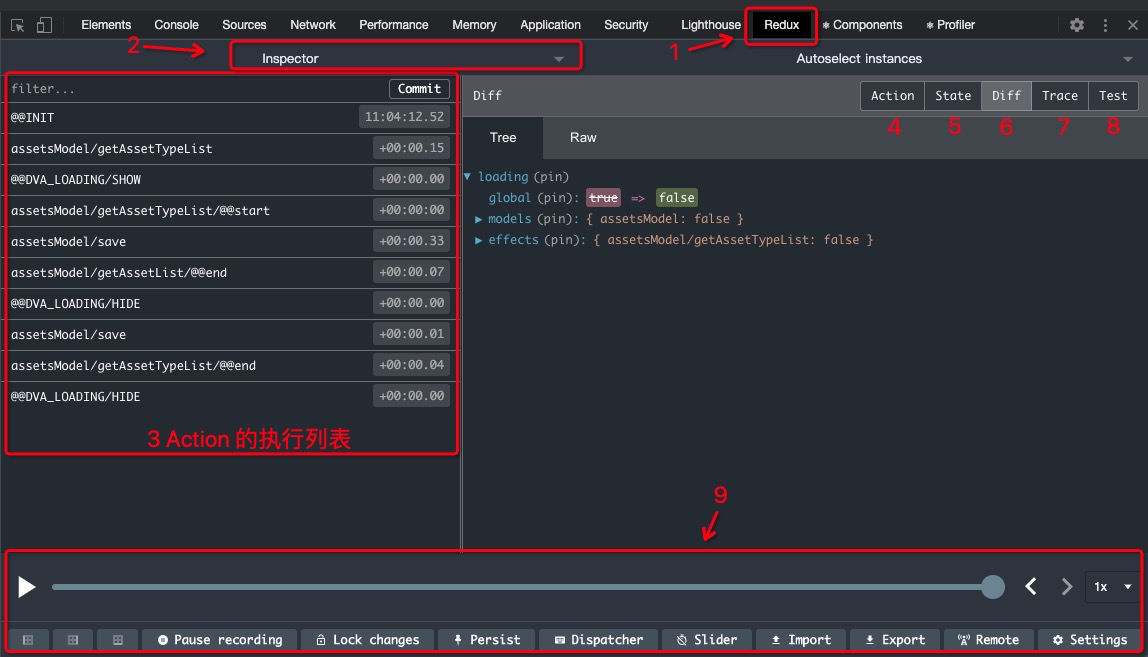 Elements Console Sources Network Performance Memory Application Security Lighthouse Redux Components Profiler
2 1
Inspector Autoselect instances
filter... Commit
@@INIT 11:04:12.52
assetsModel/getAssetTypeList +00:00.15
@@DVA_LOADING/SHOW +00:00.00
assetsModel/getAssetTypeList/@@start +00:00:00
assetsModel/save +00:00.33
assetsModel/getAssetList/@@end +00:00.07
@@DVA_LOADING/HIDE +00:00.00
assetsModel/save +00:00.01
assetsModel/getAssetTypeList/@@end +00:00.04
@@DVA_LOADING/HIDE +00:00.00
3 Action 的执行列表
Diff Action State Diff Trace Test
4 5 6 7 8
Tree Raw
loading (pin)
global (pin): true => false
models (pin): { assetsModel: false }
effects (pin): { assetsModel/getAssetTypeList: false }
9
1x
Pause recording Lock changes Persist Dispatcher Slider Import Export Remote Settings